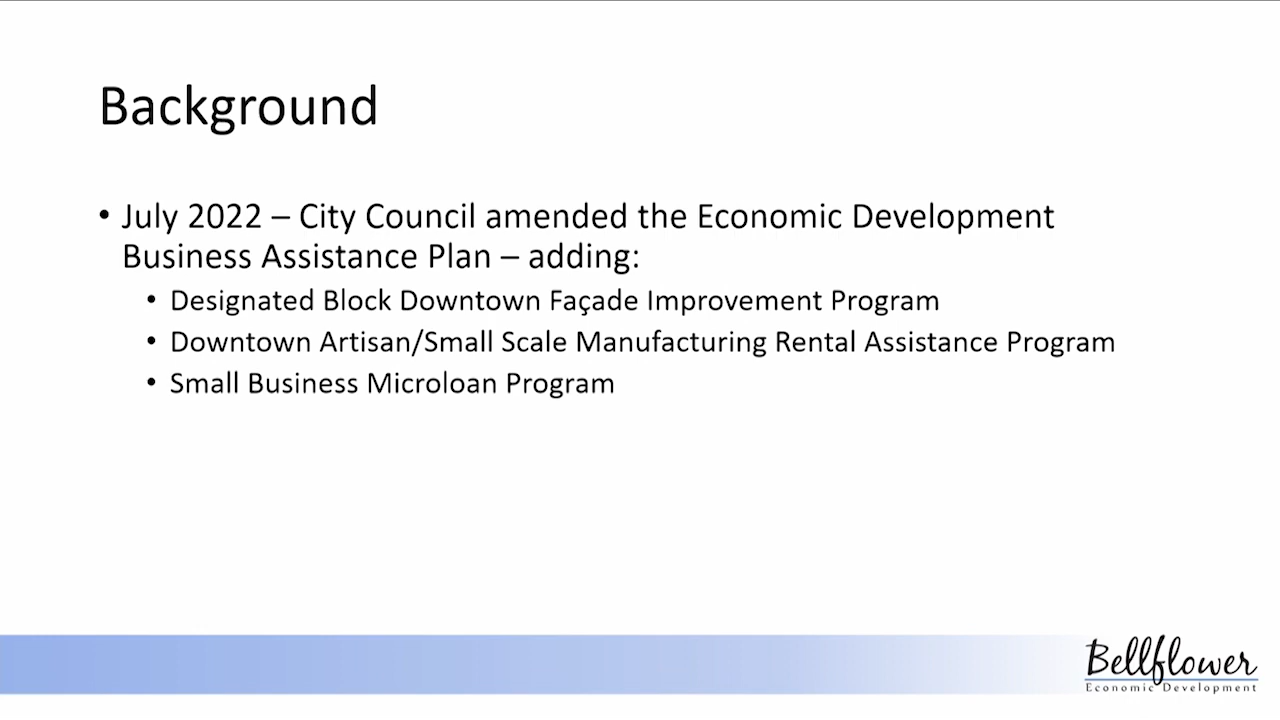 Background
• July 2022 – City Council amended the Economic Development
Business Assistance Plan – adding:
• Designated Block Downtown Façade Improvement Program
• Downtown Artisan/Small Scale Manufacturing Rental Assistance Program
• Small Business Microloan Program
Bellflower
Economic Development